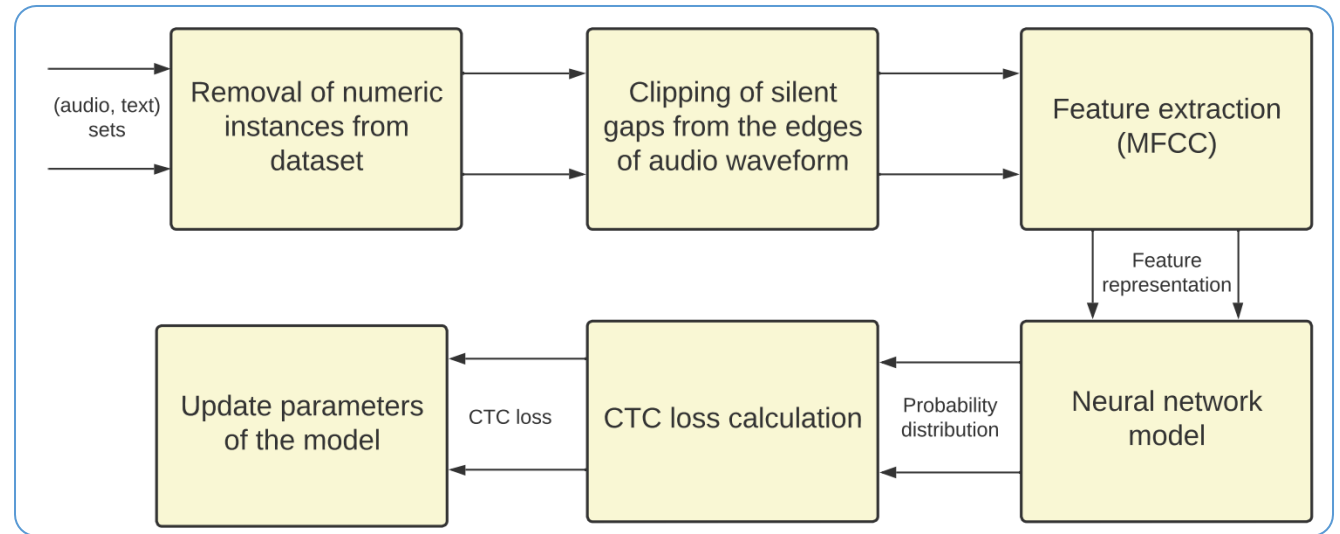 (audio, text)
sets
Removal of numeric
instances from
dataset
Clipping of silent
gaps from the edges
of audio waveform
Feature extraction
(MFCC)
Feature
representation
Neural network
model
Probability
distribution
CTC loss calculation
CTC loss
Update parameters
of the model